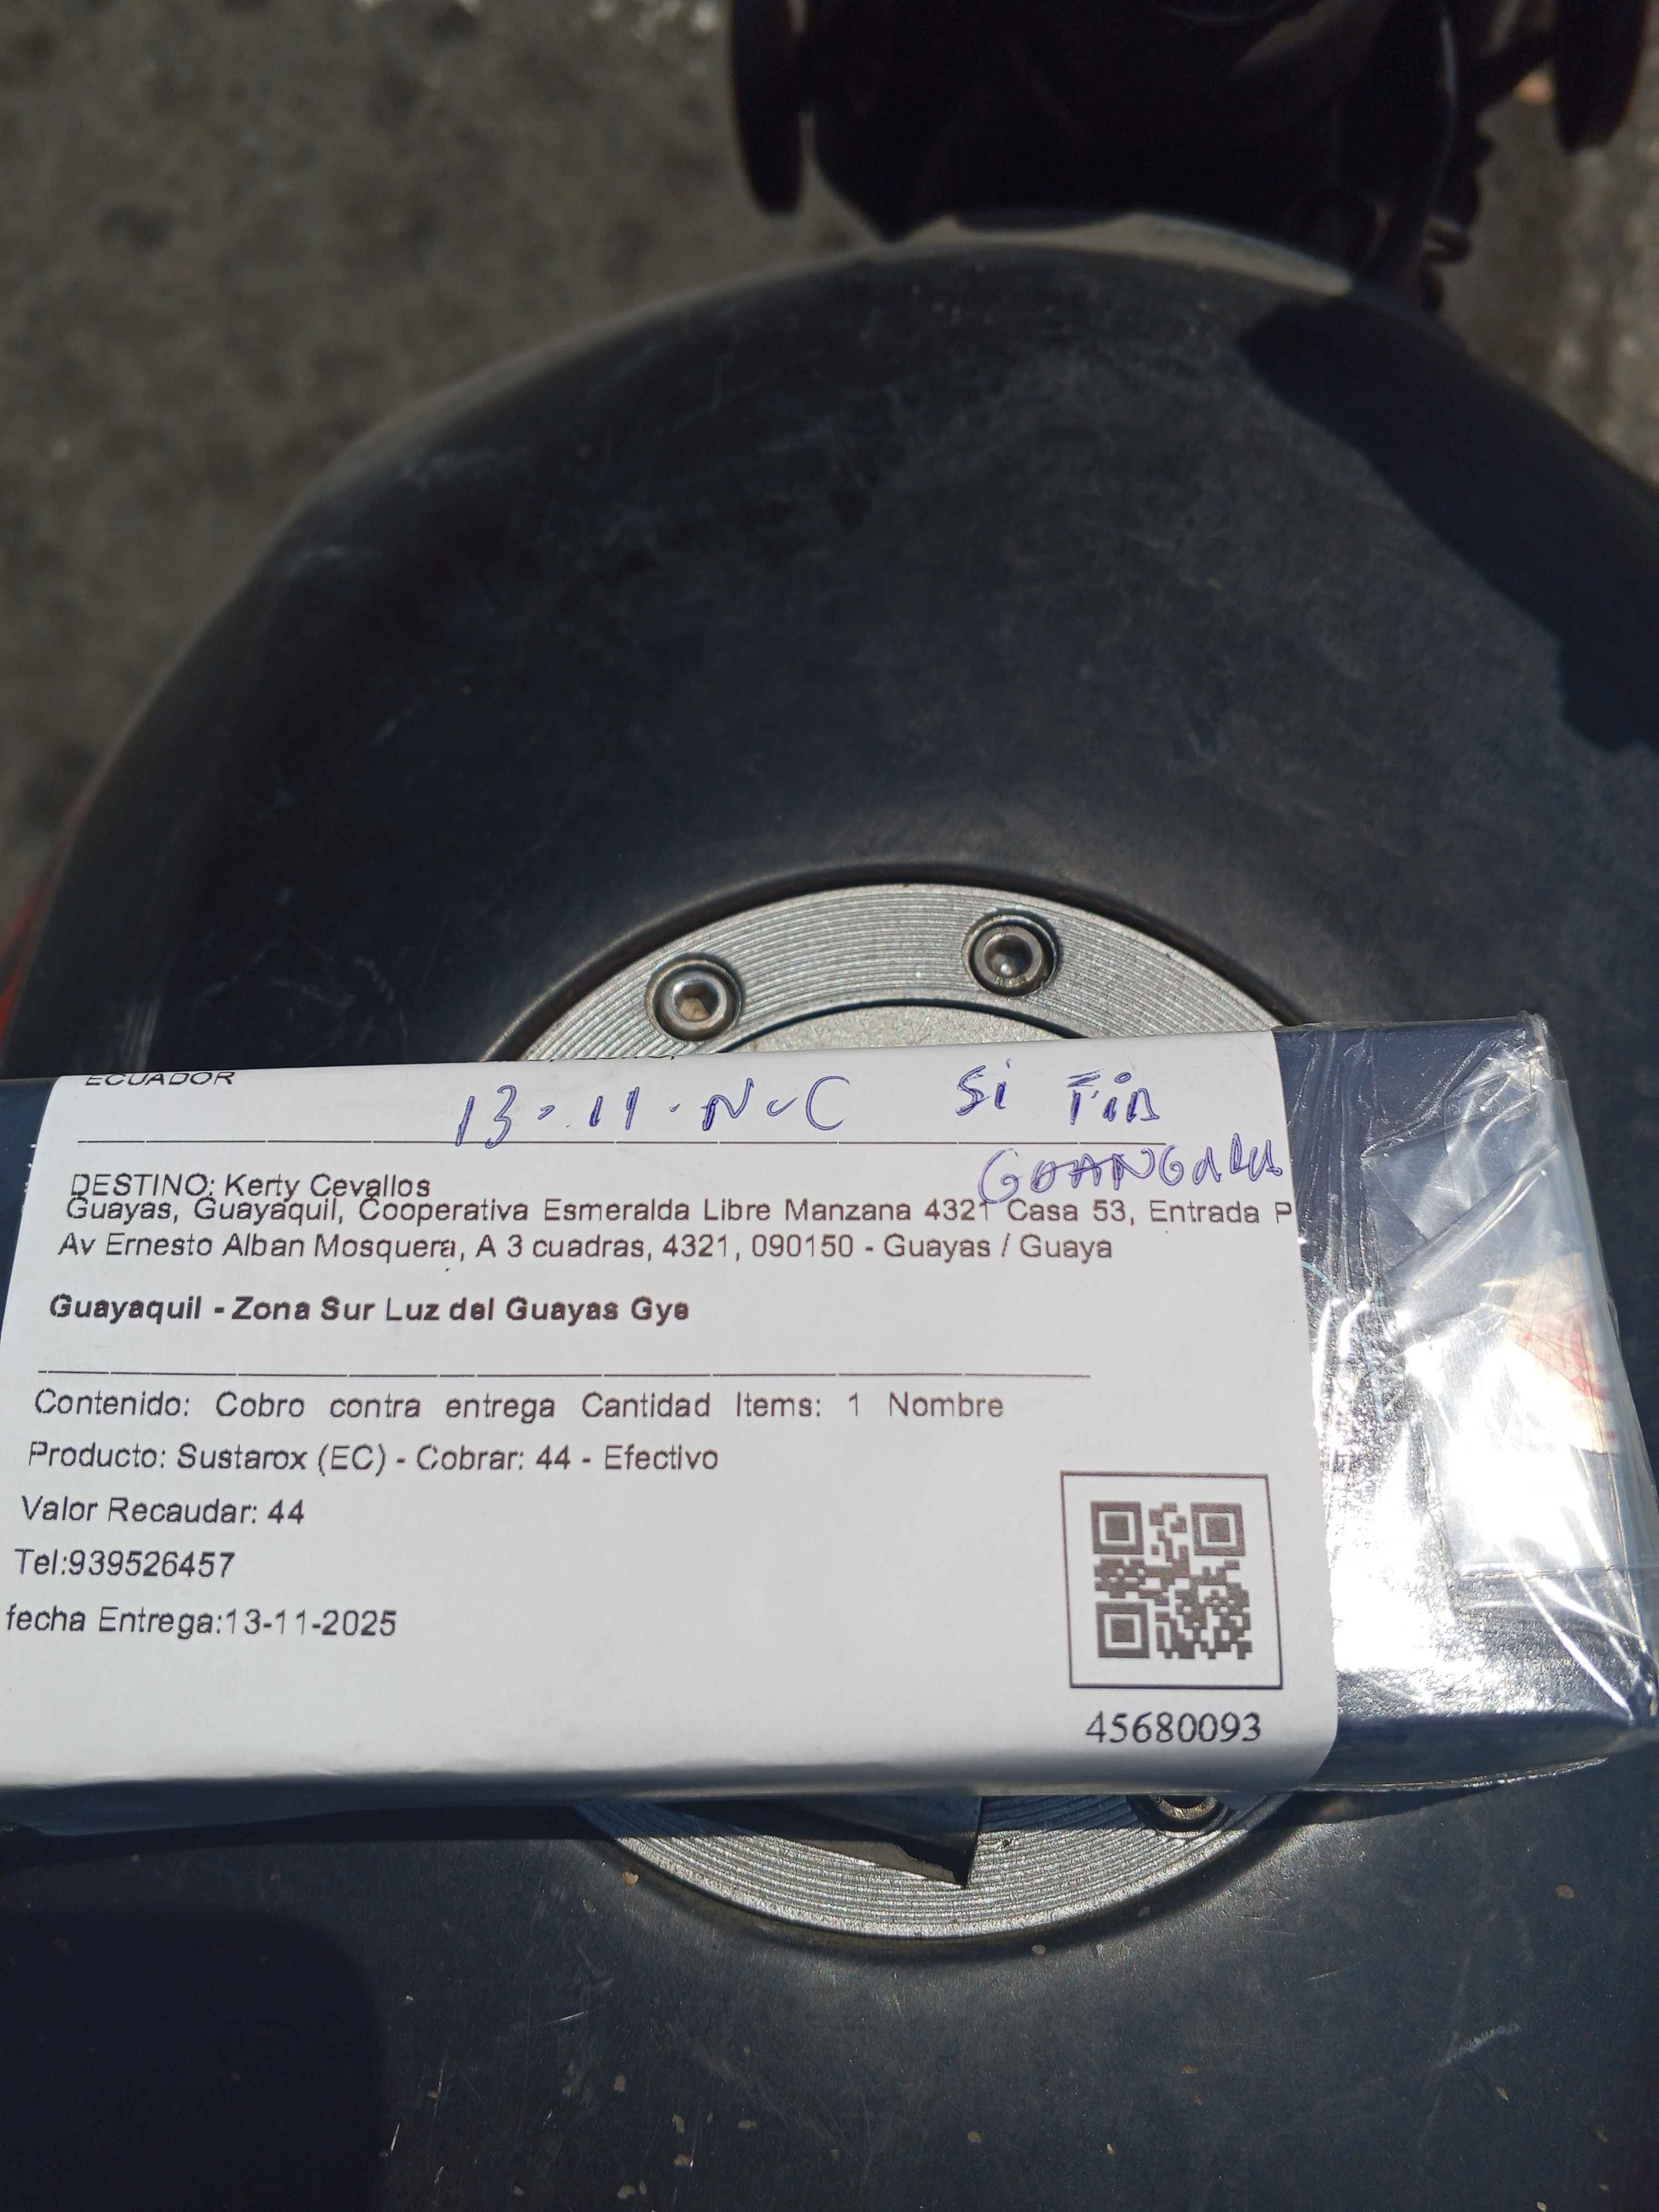 ECUADOR
13-11-N-C Si
DESTINO: Kerty Cevallos
Guayas, Guayaquil, Cooperativa Esmeralda Libre Manzana 4321 Casa 53, Entrada P
Av Ernesto Alban Mosquera, A 3 cuadras, 4321, 090150 - Guayas / Guaya
Guayaquil - Zona Sur Luz del Guayas Gye
Contenido: Cobro contra entrega Cantidad Items: 1 Nombre
Producto: Sustarox (EC) - Cobrar: 44 - Efectivo
Valor Recaudar: 44
Tel:939526457
fecha Entrega:13-11-2025
45680093